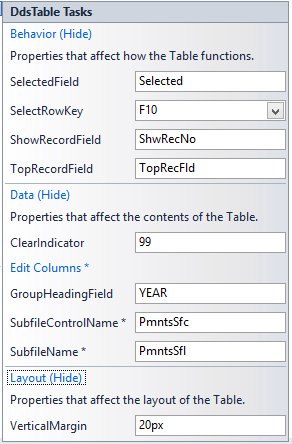 DdsTable Tasks
Behavior (Hide)
Properties that affect how the Table functions.
SelectedField Selected
SelectRowKey F10
ShowRecordField ShwRecNo
TopRecordField TopRecFld
Data (Hide)
Properties that affect the contents of the Table.
ClearIndicator 99
Edit Columns *
GroupHeadingField YEAR
SubfileControlName * PmntsSfc
SubfileName * PmntsSfl
Layout (Hide)
Properties that affect the layout of the Table.
VerticalMargin 20px